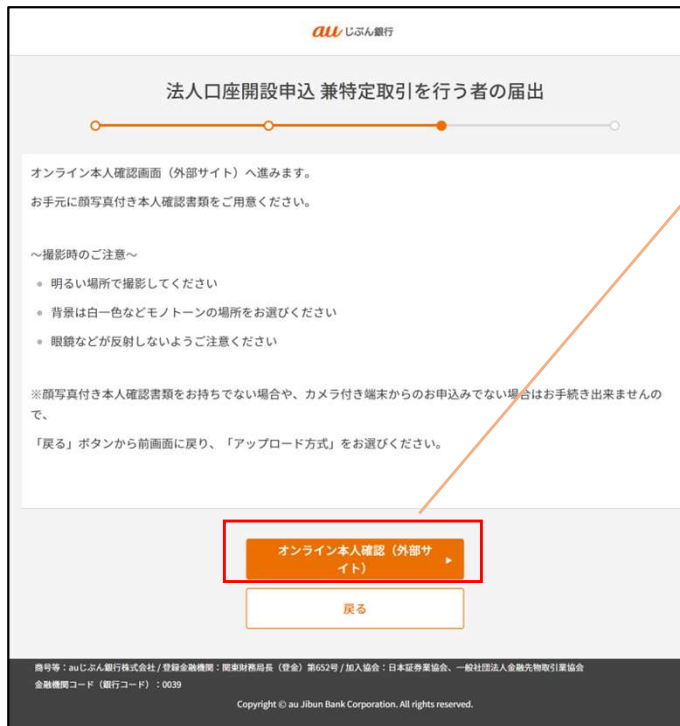 au じぶん銀行
法人口座開設申込 兼特定取引を行う者の届出
オンライン本人確認画面（外部サイト）へ進みます。
お手元に顔写真付き本人確認書類をご用意ください。
～撮影時のご注意～
明るい場所で撮影してください
背景は白一色などモノトーンの場所をお選びください
眼鏡などが反射しないようご注意ください
※顔写真付き本人確認書類をお持ちでない場合や、カメラ付き端末からのお申込みでない場合はお手続き出来ませんの
で、
「戻る」ボタンから前画面に戻り、「アップロード方式」をお選びください。
オンライン本人確認（外部サ
イト）
戻る
商号等：auじぶん銀行株式会社 / 登録金融機関：関東財務局長（登金）第652号 / 加入協会：日本証券業協会、一般社団法人金融先物取引業協会
金融機関コード（銀行コード）：0039
Copyright © au Jibun Bank Corporation. All rights reserved.